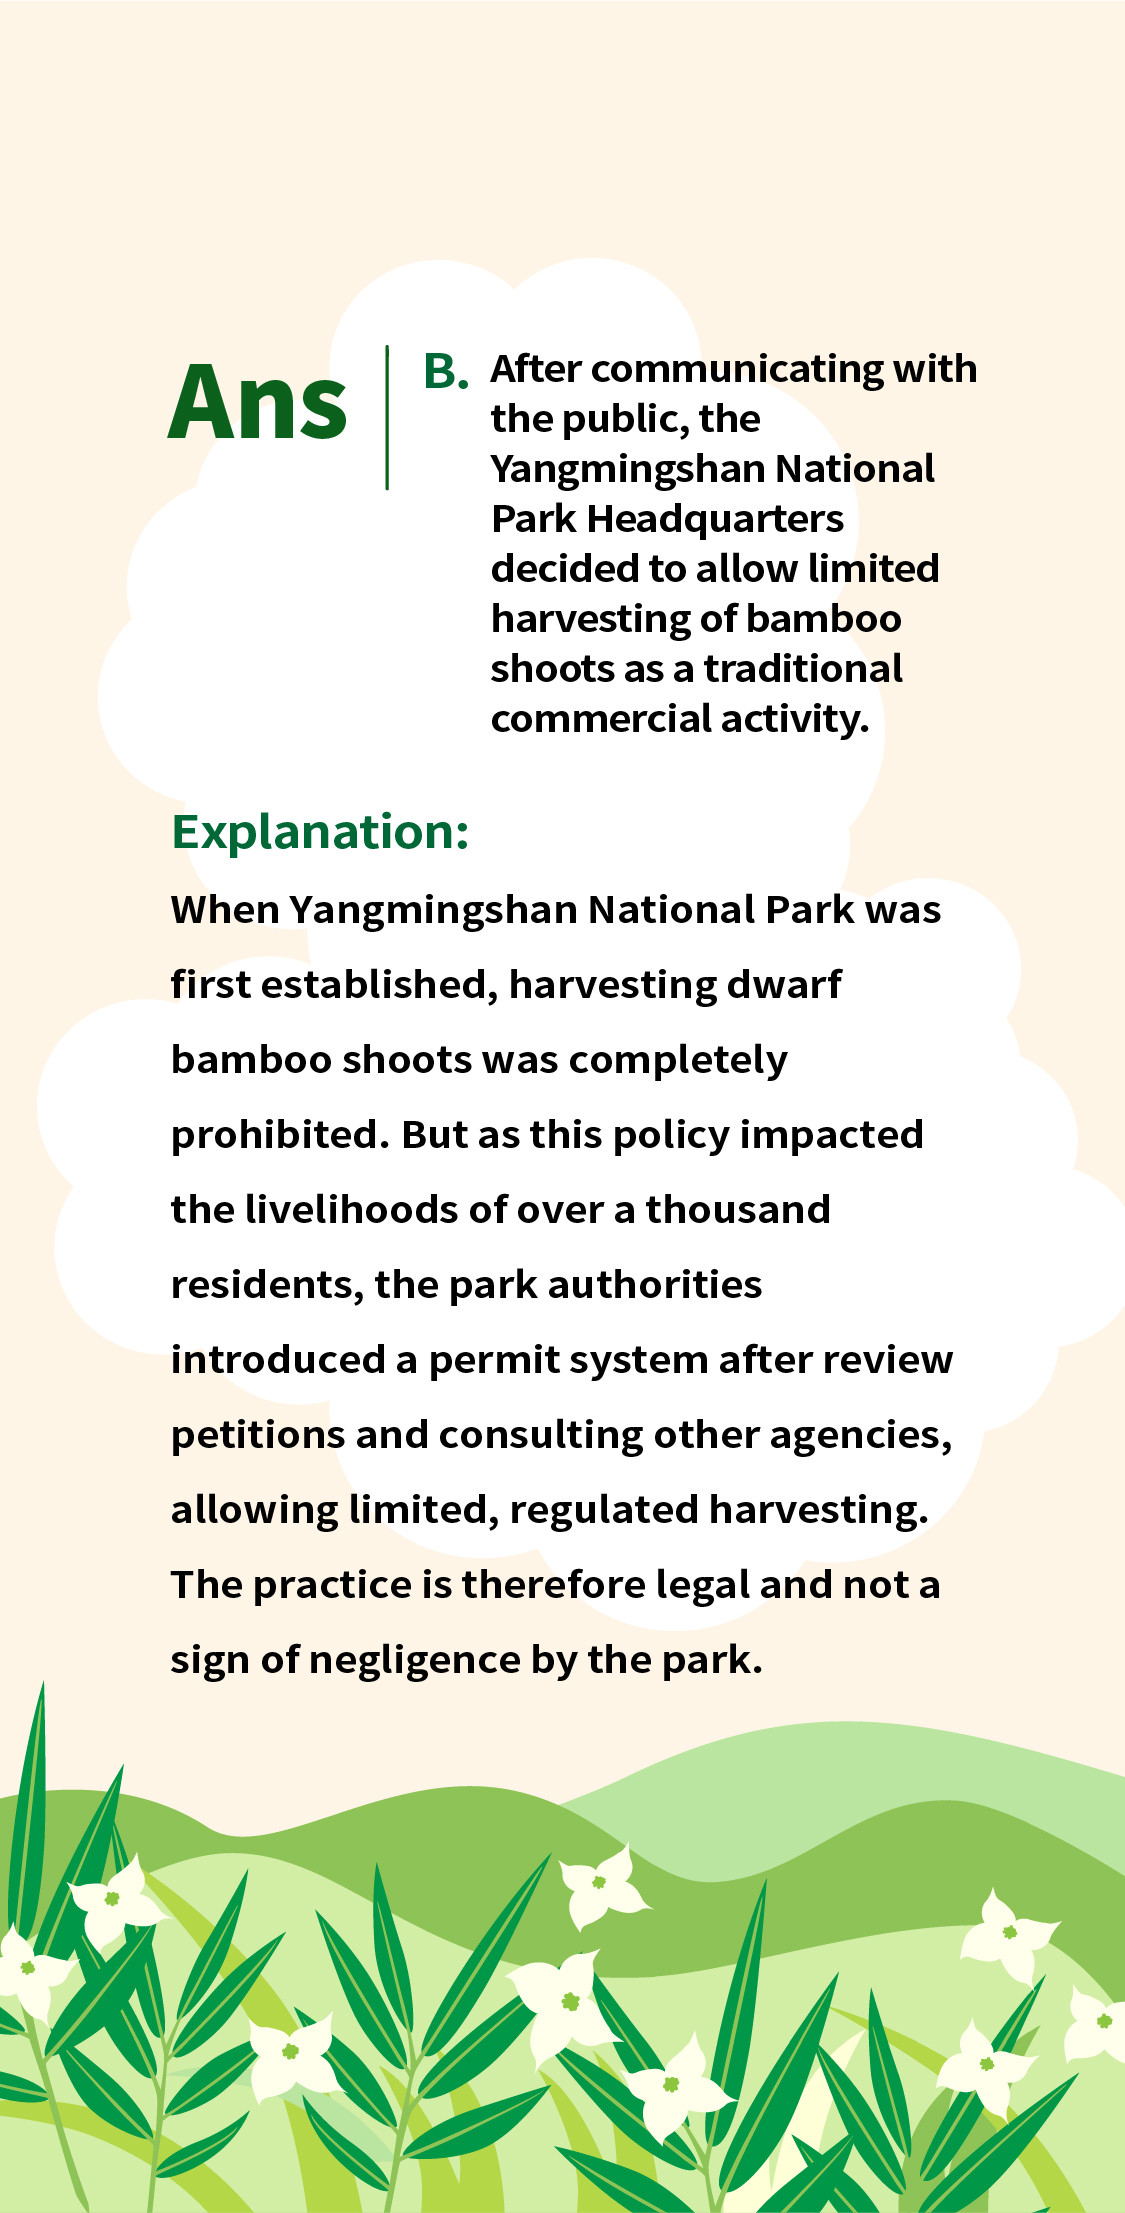 Ans
B. After communicating with
the public, the
Yangmingshan National
Park Headquarters
decided to allow limited
harvesting of bamboo
shoots as a traditional
commercial activity.
Explanation:
When Yangmingshan National Park was
first established, harvesting dwarf
bamboo shoots was completely
prohibited. But as this policy impacted
the livelihoods of over a thousand
residents, the park authorities
introduced a permit system after review
petitions and consulting other agencies,
allowing limited, regulated harvesting.
The practice is therefore legal and not a
sign of negligence by the park.